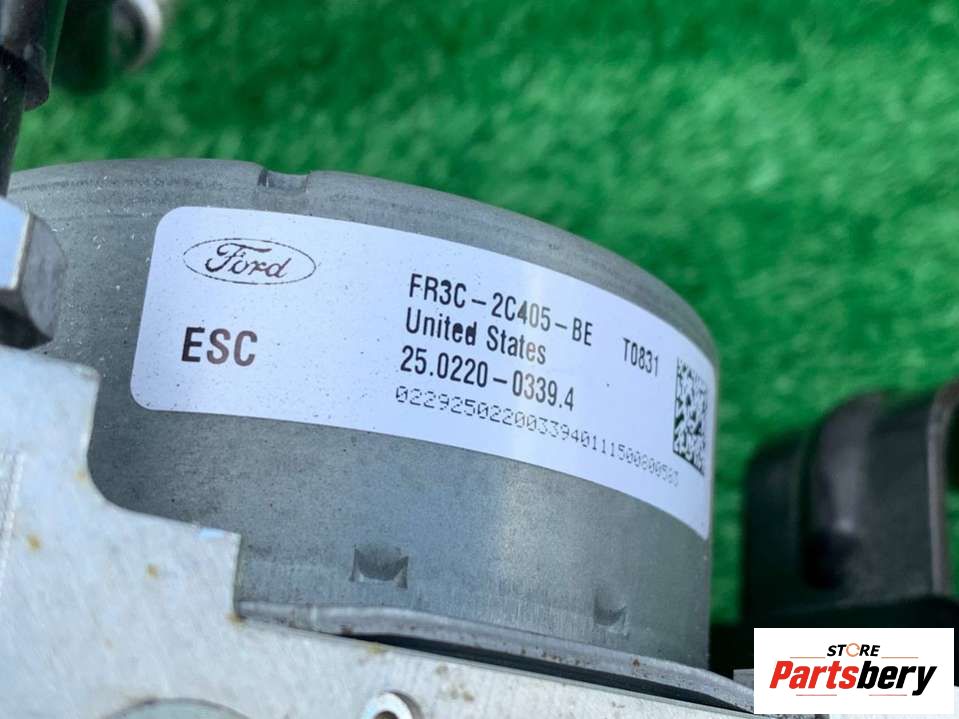 Ford
ESC
FR3C-2C405-BE T0831
United States
25.0220-0339.4
0229250220033940111500800583
STORE
Partsbery